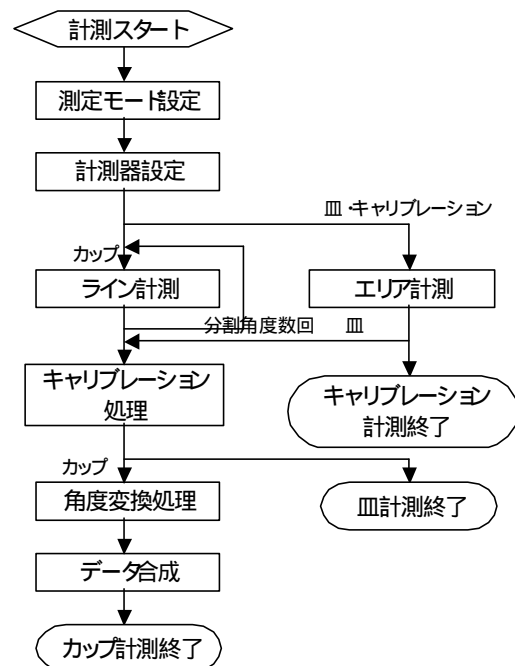 計測スタート
測定モード設定
計測器設定
皿・キャリブレーション
カップ
ライン計測
エリア計測
分割角度数回
皿
キャリブレーション
処理
キャリブレーション
計測終了
カップ
角度変換処理
皿計測終了
データ合成
カップ計測終了